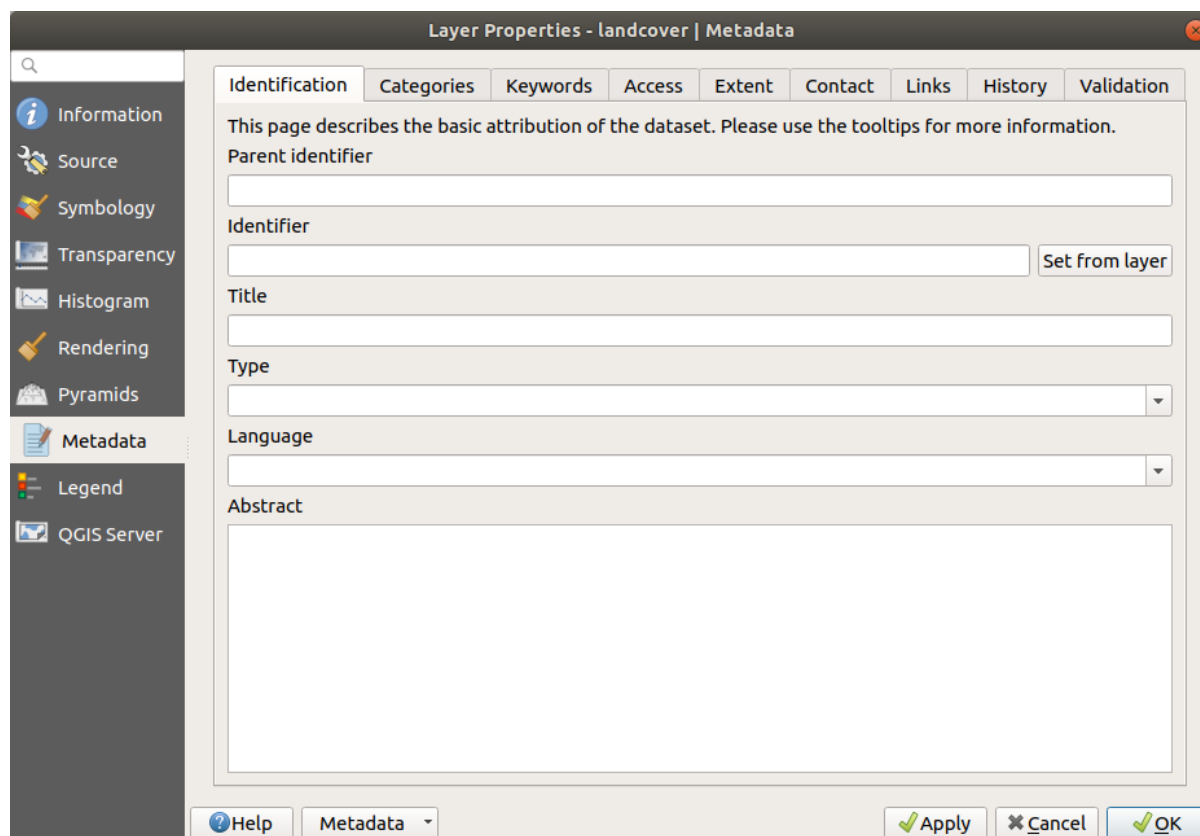 Layer Properties - landcover | Metadata
Information
Source
Symbology
Transparency
Histogram
Rendering
Pyramids
Metadata
Legend
QGIS Server
Identification Categories Keywords Access Extent Contact Links History Validation
This page describes the basic attribution of the dataset. Please use the tooltips for more information.
Parent identifier
Identifier
Set from layer
Title
Type
Language
Abstract
Help Metadata Apply Cancel OK